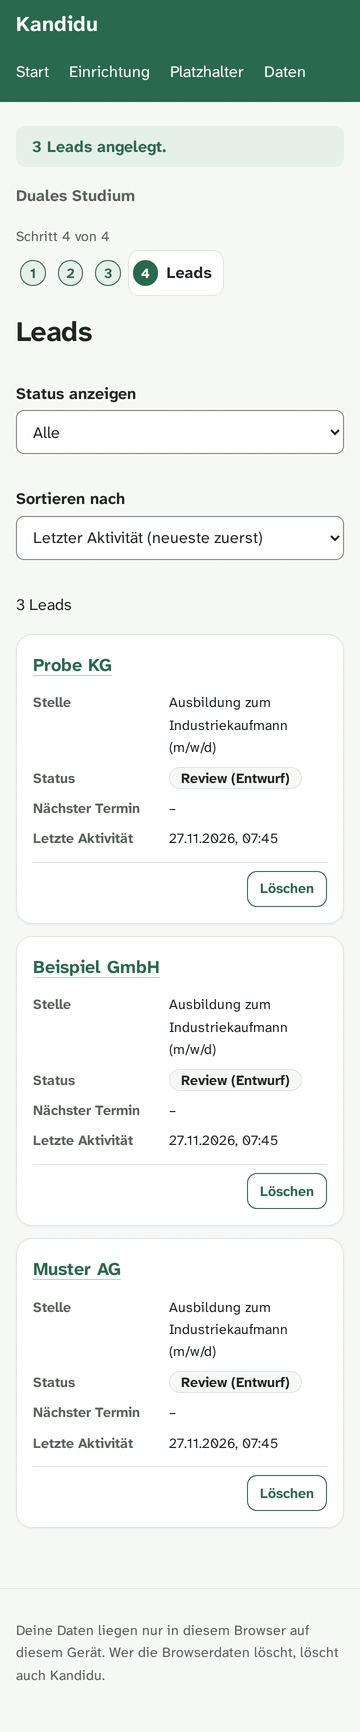 Kandidu
Start Einrichtung Platzhalter Daten
3 Leads angelegt.
Duales Studium
Schritt 4 von 4
1 2 3 4 Leads
Leads
Status anzeigen
Alle
Sortieren nach
Letzter Aktivität (neueste zuerst)
3 Leads
Probe KG
Stelle Ausbildung zum
Industriekaufmann
(m/w/d)
Status Review (Entwurf)
Nächster Termin –
Letzte Aktivität 27.11.2026, 07:45
Löschen
Beispiel GmbH
Stelle Ausbildung zum
Industriekaufmann
(m/w/d)
Status Review (Entwurf)
Nächster Termin –
Letzte Aktivität 27.11.2026, 07:45
Löschen
Muster AG
Stelle Ausbildung zum
Industriekaufmann
(m/w/d)
Status Review (Entwurf)
Nächster Termin –
Letzte Aktivität 27.11.2026, 07:45
Löschen
Deine Daten liegen nur in diesem Browser auf
diesem Gerät. Wer die Browserdaten löscht, löscht
auch Kandidu.